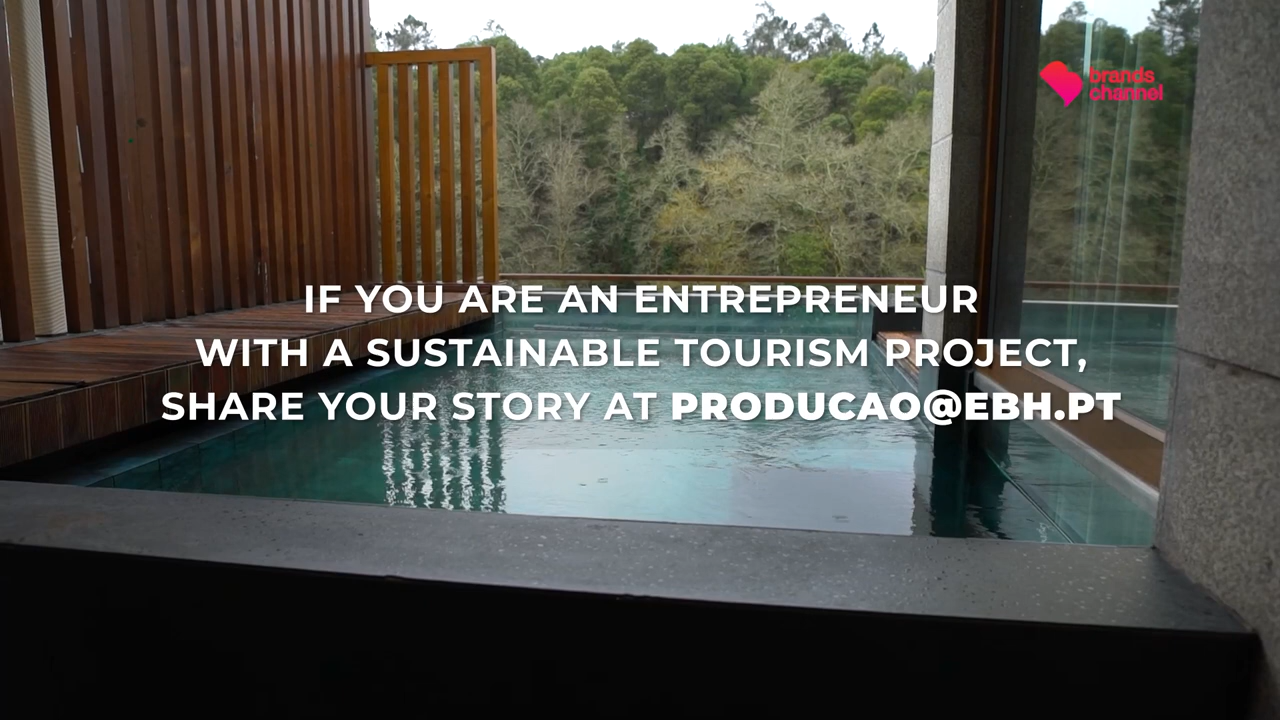 brands
channel
IF YOU ARE AN ENTREPRENEUR
WITH A SUSTAINABLE TOURISM PROJECT,
SHARE YOUR STORY AT PRODUCAO@EBH.PT